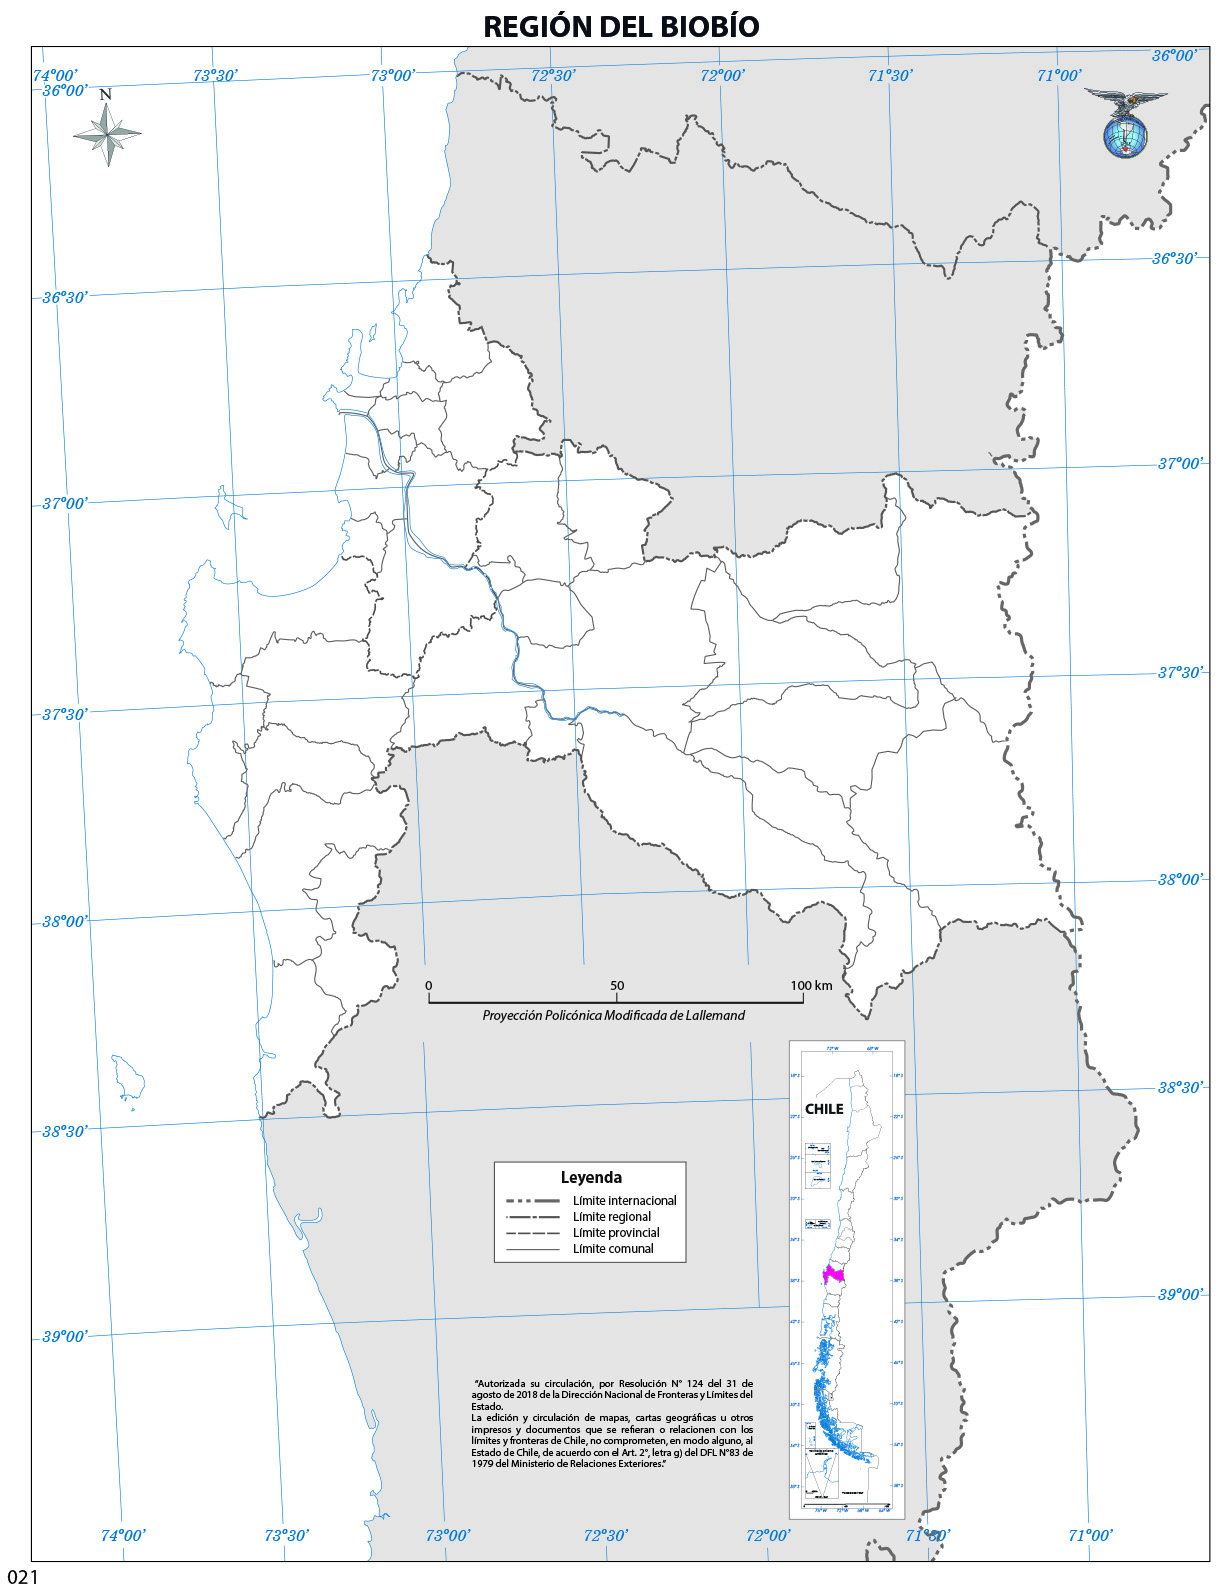 REGIÓN DEL BIOBÍO
74°00’ 73°30’ 73°00’ 72°30’ 72°00’ 71°30’ 71°00’ 36°00’
36°00’
N
36°30’
36°30’
37°00’
37°00’
37°30’
37°30’
38°00’
38°00’
0 50 100 km
Proyección Policónica Modificada de Lallemand
CHILE
38°30’
38°30’
Leyenda
Límite internacional
Límite regional
Límite provincial
Límite comunal
39°00’
39°00’
"Autorizada su circulación, por Resolución N° 124 del 31 de
agosto de 2018 de la Dirección Nacional de Fronteras y Límites del
Estado.
La edición y circulación de mapas, cartas geográficas u otros
impresos y documentos que se refieran o relacionen con los
límites y fronteras de Chile, no comprometen, en modo alguno, al
Estado de Chile, de acuerdo con el Art. 2°, letra g) del DFL N°83 de
1979 del Ministerio de Relaciones Exteriores."
74°00’ 73°30’ 73°00’ 72°30’ 72°00’ 71°30’ 71°00’
021